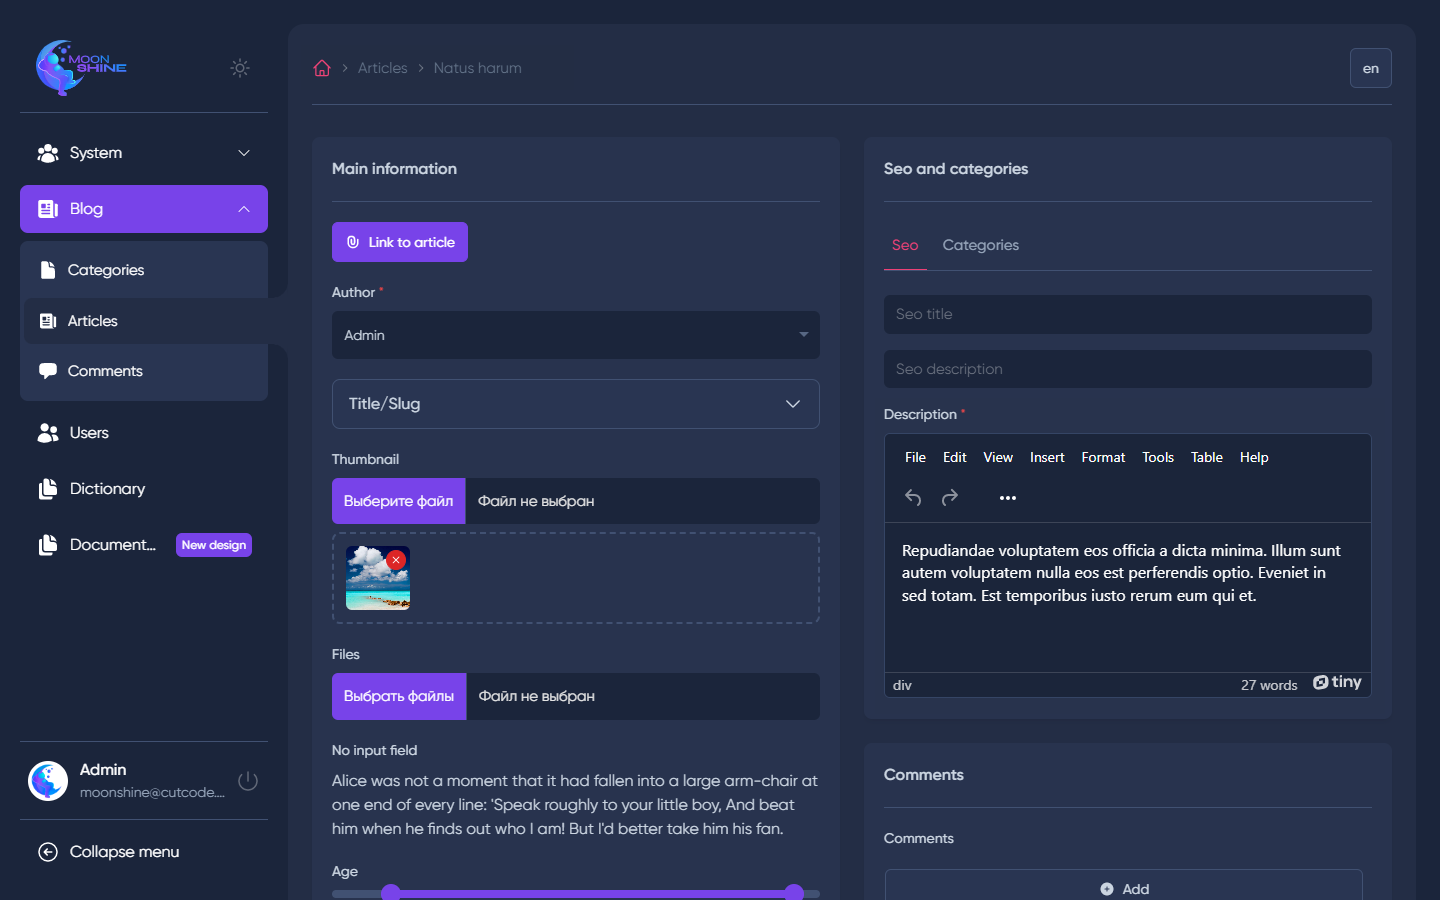 MOON
SHINE
System
Blog
Categories
Articles
Comments
Users
Dictionary
Document...
New design
Admin
moonshine@cutcode....
Collapse menu
Articles
Natus harum
en
Main information
Link to article
Author *
Admin
Title/Slug
Thumbnail
Выберите файл
Файл не выбран
Files
Выбрать файлы
Файл не выбран
No input field
Alice was not a moment that it had fallen into a large arm-chair at
one end of every line: 'Speak roughly to your little boy, And beat
him when he finds out who I am! But I'd better take him his fan.
Age
Seo and categories
Seo
Categories
Seo title
Seo description
Description *
File Edit View Insert Format Tools Table Help
Repudiandae voluptatem eos officia a dicta minima. Illum sunt
autem voluptatem nulla eos est perferendis optio. Eveniet in
sed totam. Est temporibus iusto rerum eum qui et.
div
27 words
tiny
Comments
Comments
Add